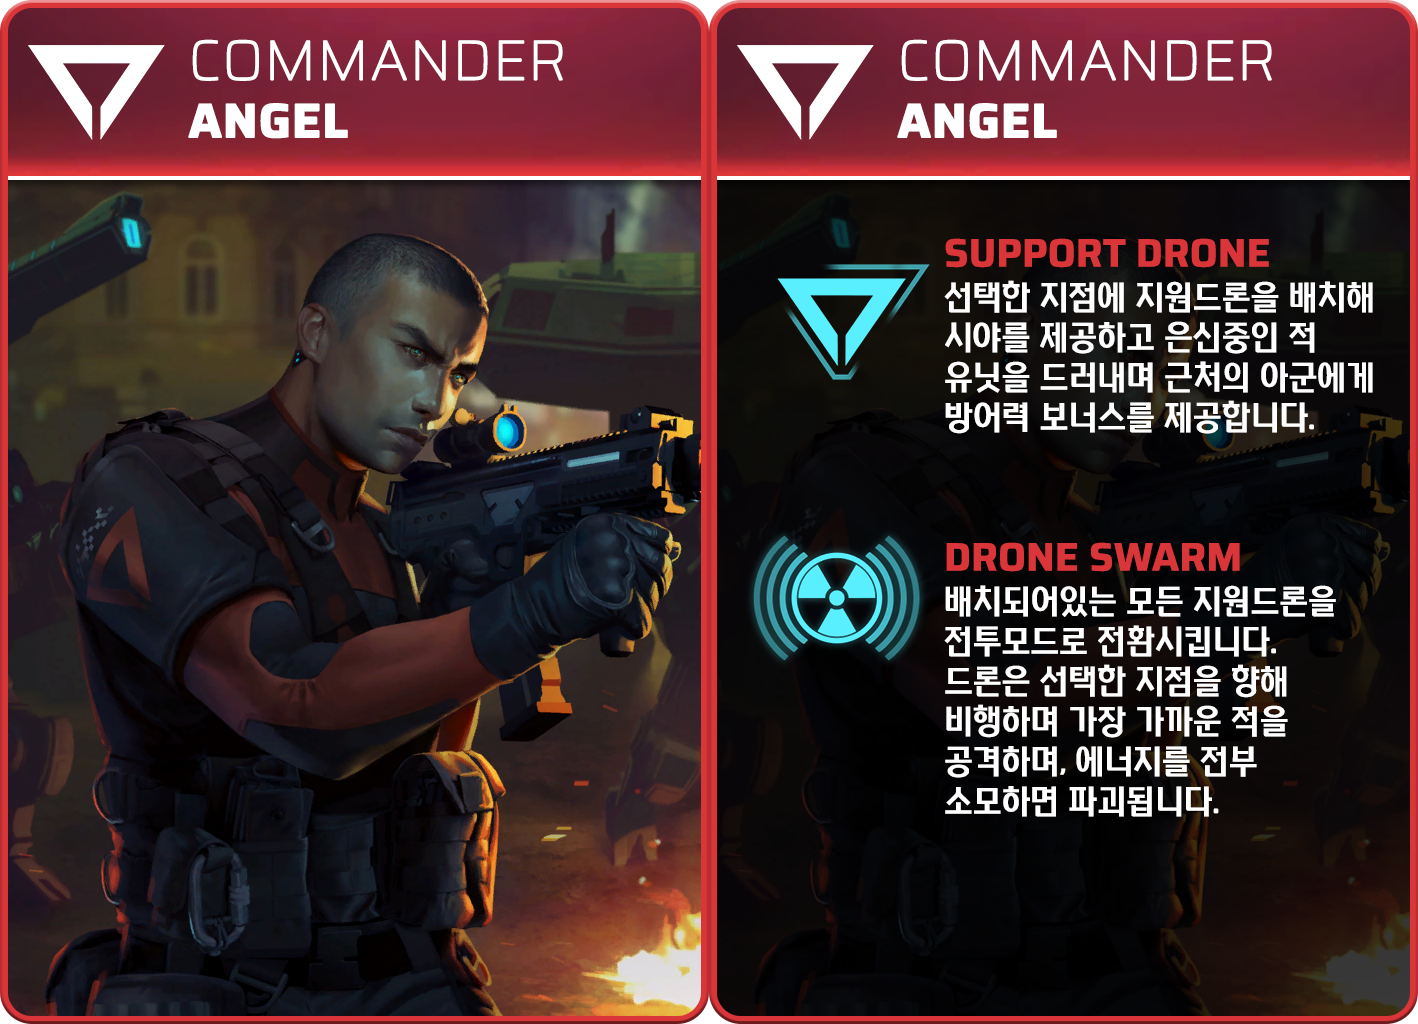 COMMANDER
ANGEL
COMMANDER
ANGEL
SUPPORT DRONE
선택한 지점에 지원드론을 배치해
시야를 제공하고 은신중인 적
유닛을 드러내며 근처의 아군에게
방어력 보너스를 제공합니다.
DRONE SWARM
배치되어있는 모든 지원드론을
전투모드로 전환시킵니다.
드론은 선택한 지점을 향해
비행하며 가장 가까운 적을
공격하며, 에너지를 전부
소모하면 파괴됩니다.